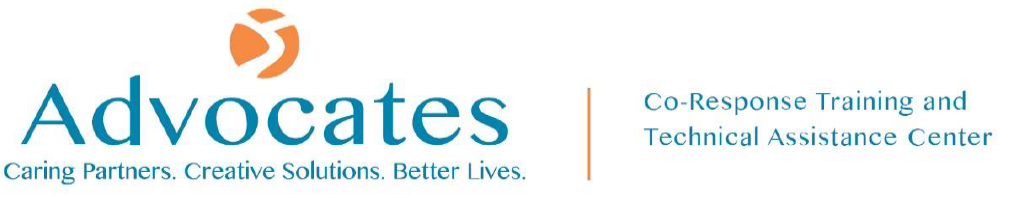 Advocates
Caring Partners. Creative Solutions. Better Lives.
Co-Response Training and
Technical Assistance Center